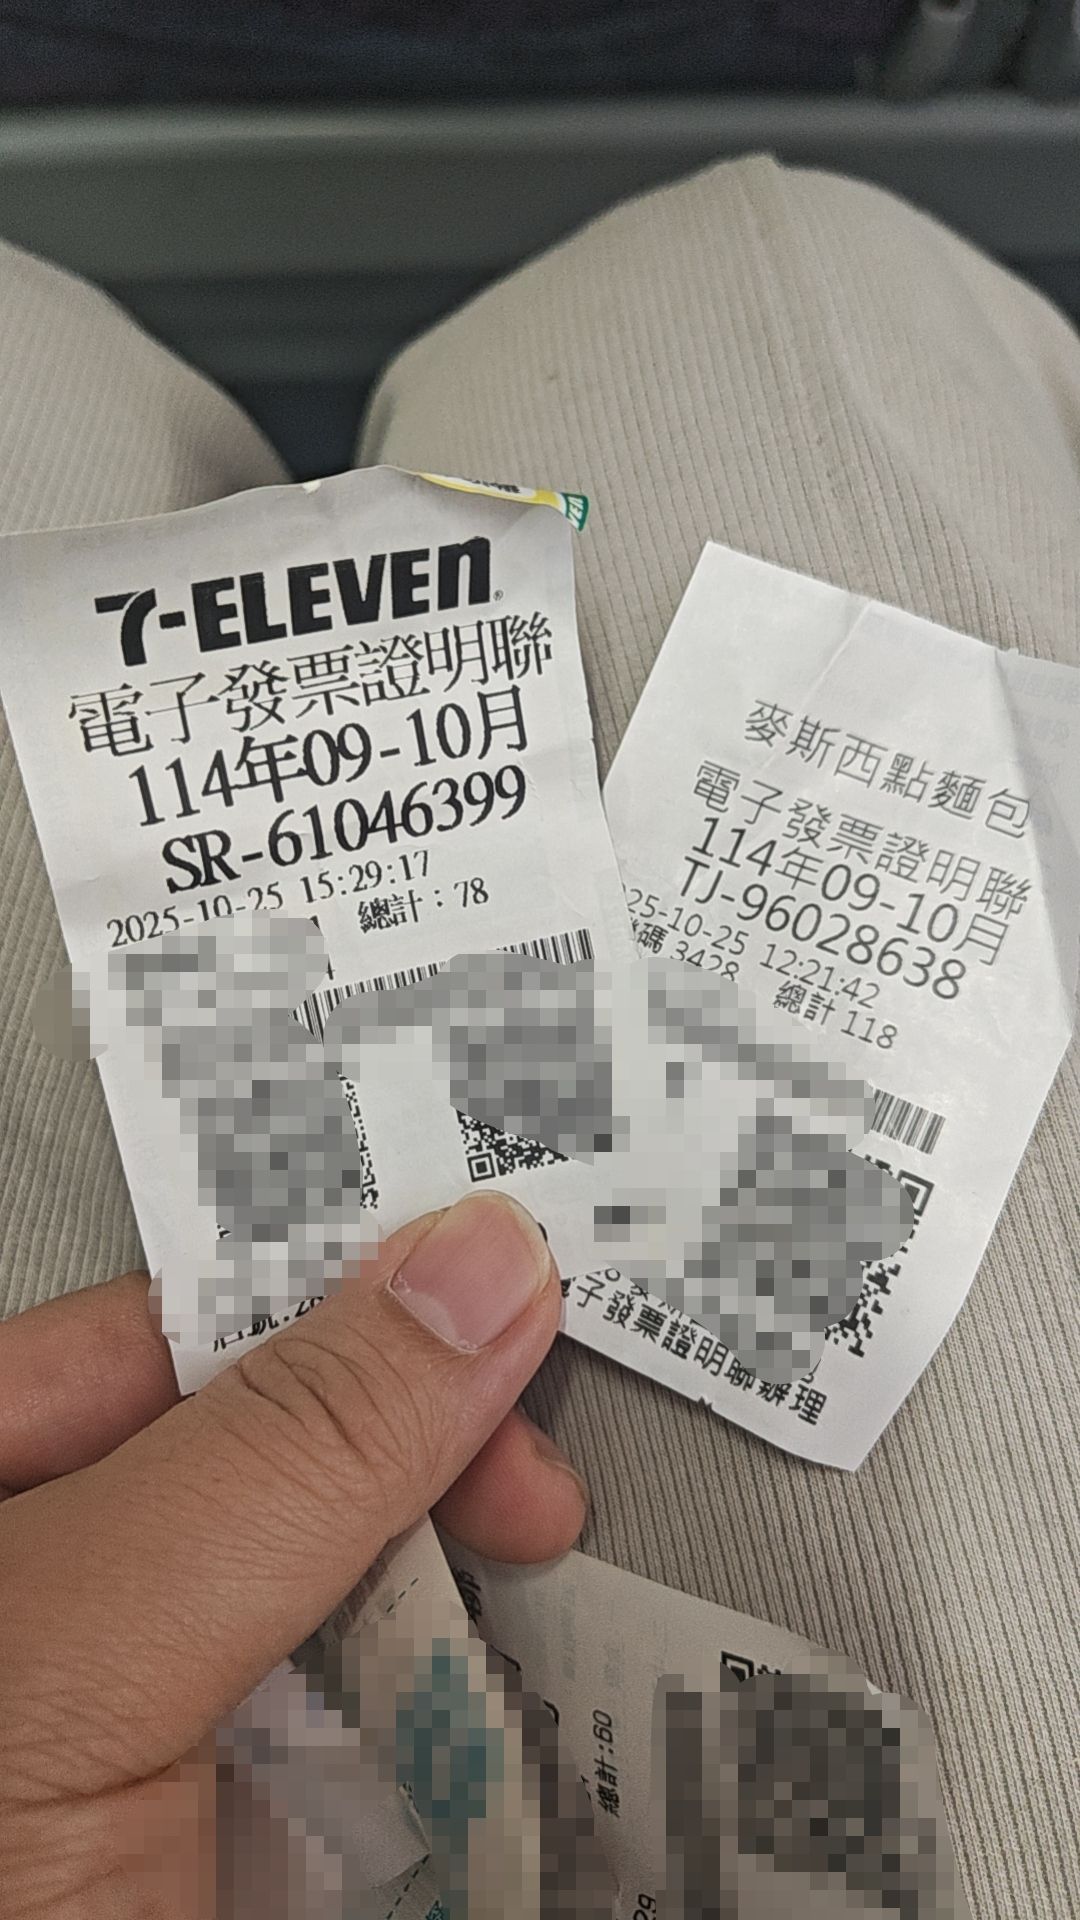 7-ELEVEN
電子發票證明聯
114年09-10月
SR-61046399
2025-10-25 15:29:17
總計：78
麥斯西點麵包
電子發票證明聯
114年09-10月
TJ-96028638
25-10-25 12:21:42
碼 3428 總計 118
子發票證明聯辦理
總計:60